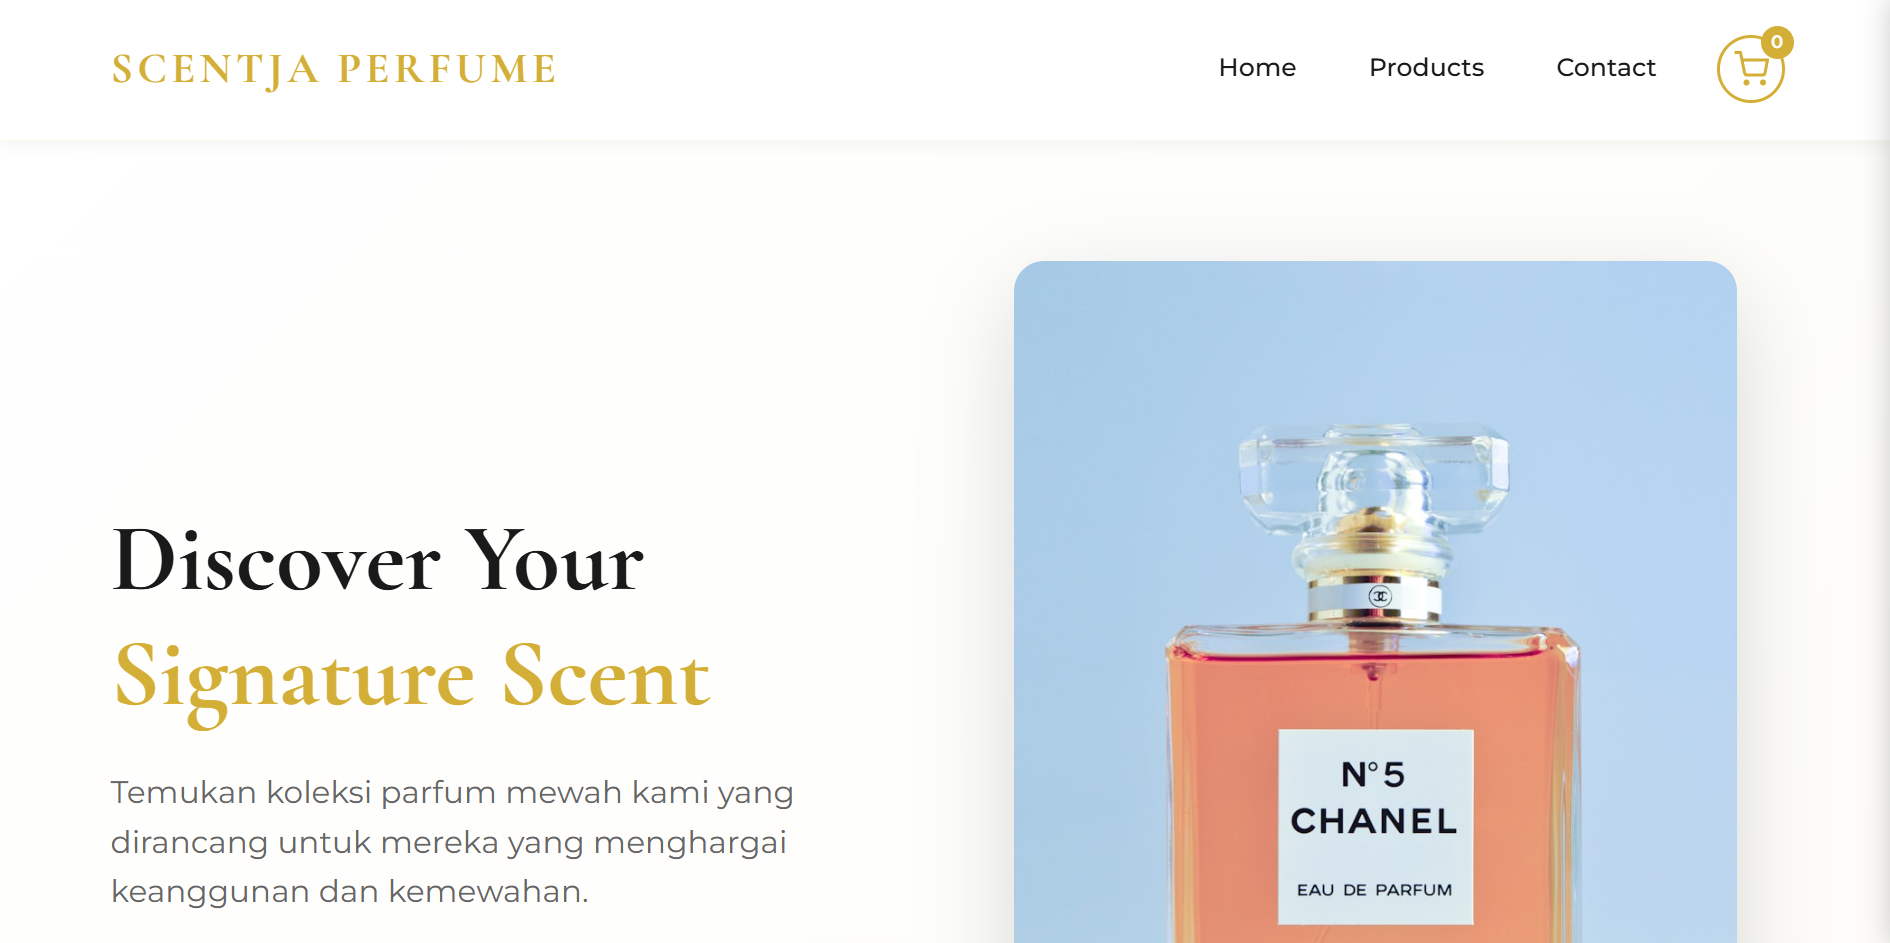 SCENTJA PERFUME
Home
Products
Contact
0
Discover Your
Signature Scent
Temukan koleksi parfum mewah kami yang
dirancang untuk mereka yang menghargai
keanggunan dan kemewahan.
N°5
CHANEL
EAU DE PARFUM